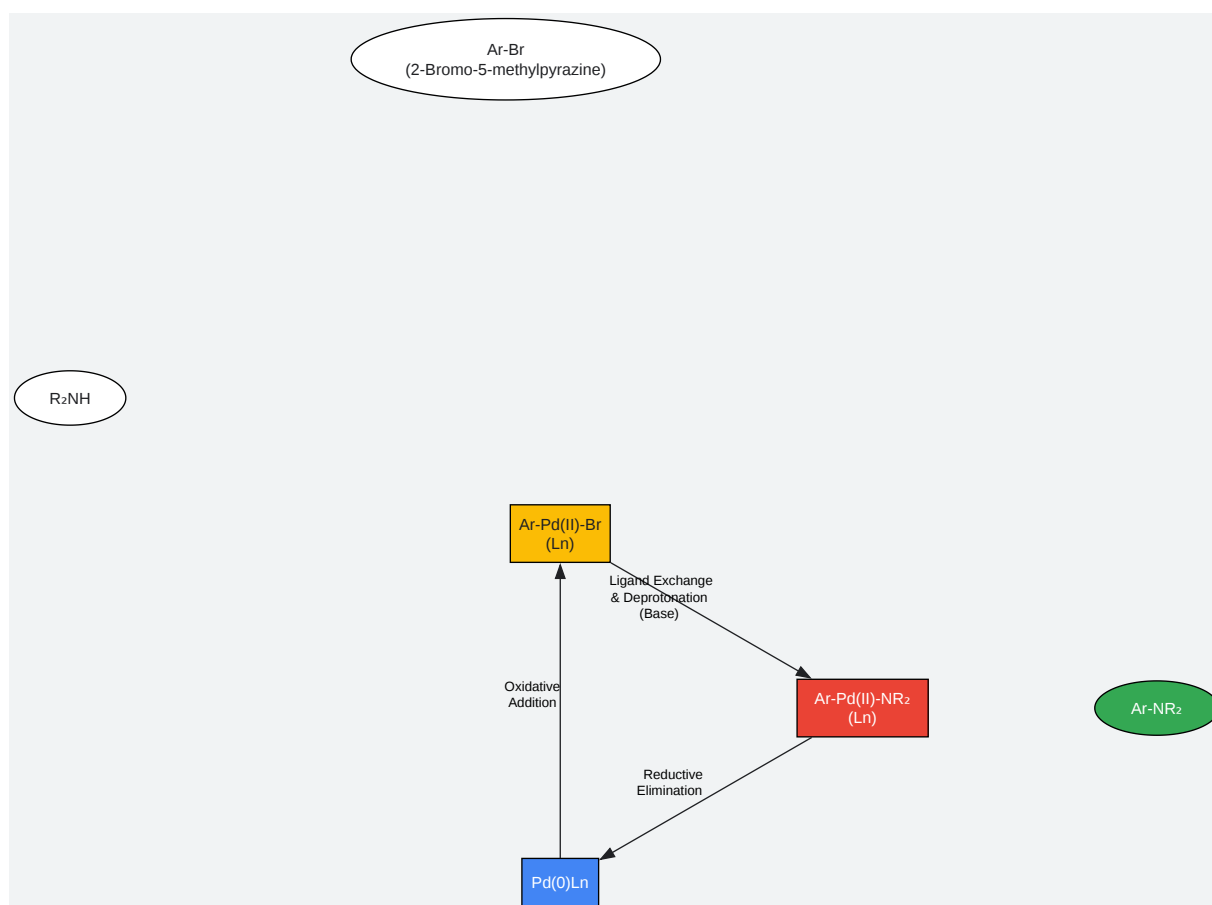 Ar-Br
(2-Bromo-5-methylpyrazine)
R₂NH
Ar-Pd(II)-Br
(Ln)
Ligand Exchange
& Deprotonation
(Base)
Oxidative
Addition
Ar-Pd(II)-NR₂
(Ln)
Ar-NR₂
Reductive
Elimination
Pd(0)Ln